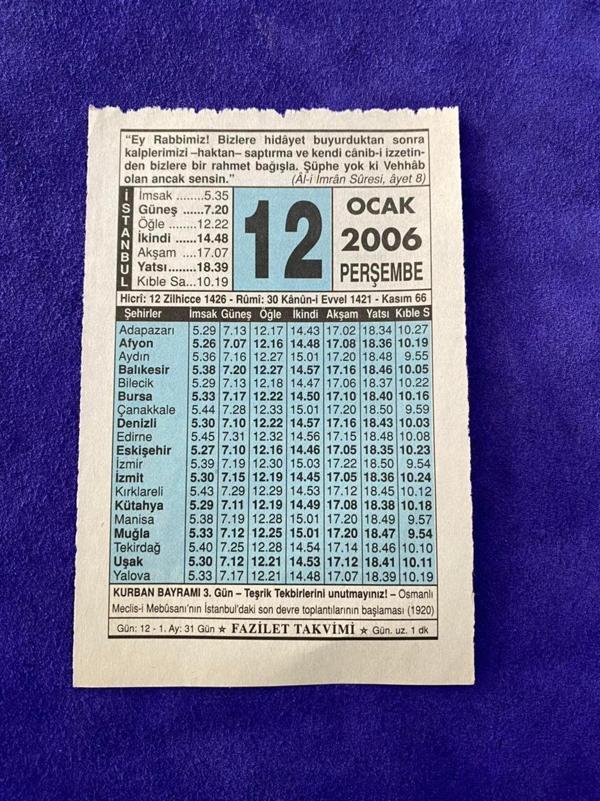 “Ey Rabbimiz! Bizlere hidâyet buyurduktan sonra
kalplerimizi –haktan– saptırma ve kendi cânib-i izzetin-
den bizlere bir rahmet bağışla. Şüphe yok ki Vehhâb
olan ancak sensin.” (Âl-i İmrân Sûresi, âyet 8)
İSTANBUL
İmsak ........5.35
Güneş ......7.20
Öğle ........12.22
İkindi ......14.48
Akşam ....17.07
Yatsı........18.39
Kıble Sa...10.19
12
OCAK
2006
PERŞEMBE
Hicrî: 12 Zilhicce 1426 - Rûmî: 30 Kânûn-i Evvel 1421 - Kasım 66
Şehirler İmsak Güneş Öğle İkindi Akşam Yatsı Kıble S
Adapazarı 5.29 7.13 12.17 14.43 17.02 18.34 10.27
Afyon 5.26 7.07 12.16 14.48 17.08 18.36 10.19
Aydın 5.36 7.16 12.27 15.01 17.20 18.48 9.55
Balıkesir 5.38 7.20 12.27 14.57 17.16 18.46 10.05
Bilecik 5.29 7.13 12.18 14.47 17.06 18.37 10.22
Bursa 5.33 7.17 12.22 14.50 17.10 18.40 10.16
Çanakkale 5.44 7.28 12.33 15.01 17.20 18.50 9.59
Denizli 5.30 7.10 12.22 14.57 17.16 18.43 10.03
Edirne 5.45 7.31 12.32 14.56 17.15 18.48 10.08
Eskişehir 5.27 7.10 12.16 14.46 17.05 18.35 10.23
İzmir 5.39 7.19 12.30 15.03 17.22 18.50 9.54
İzmit 5.30 7.15 12.19 14.45 17.05 18.36 10.24
Kırklareli 5.43 7.29 12.29 14.53 17.12 18.45 10.12
Kütahya 5.29 7.11 12.19 14.49 17.08 18.38 10.18
Manisa 5.38 7.19 12.28 15.01 17.20 18.49 9.57
Muğla 5.33 7.12 12.25 15.01 17.20 18.47 9.54
Tekirdağ 5.40 7.25 12.28 14.54 17.14 18.46 10.10
Uşak 5.30 7.12 12.21 14.53 17.12 18.41 10.11
Yalova 5.33 7.17 12.21 14.48 17.07 18.39 10.19
KURBAN BAYRAMI 3. Gün – Teşrik Tekbirlerini unutmayınız! – Osmanlı
Meclis-i Mebûsanı'nın İstanbul'daki son devre toplantılarının başlaması (1920)
Gün: 12 - 1. Ay: 31 Gün ★ FAZİLET TAKVİMİ ★ Gün. uz. 1 dk